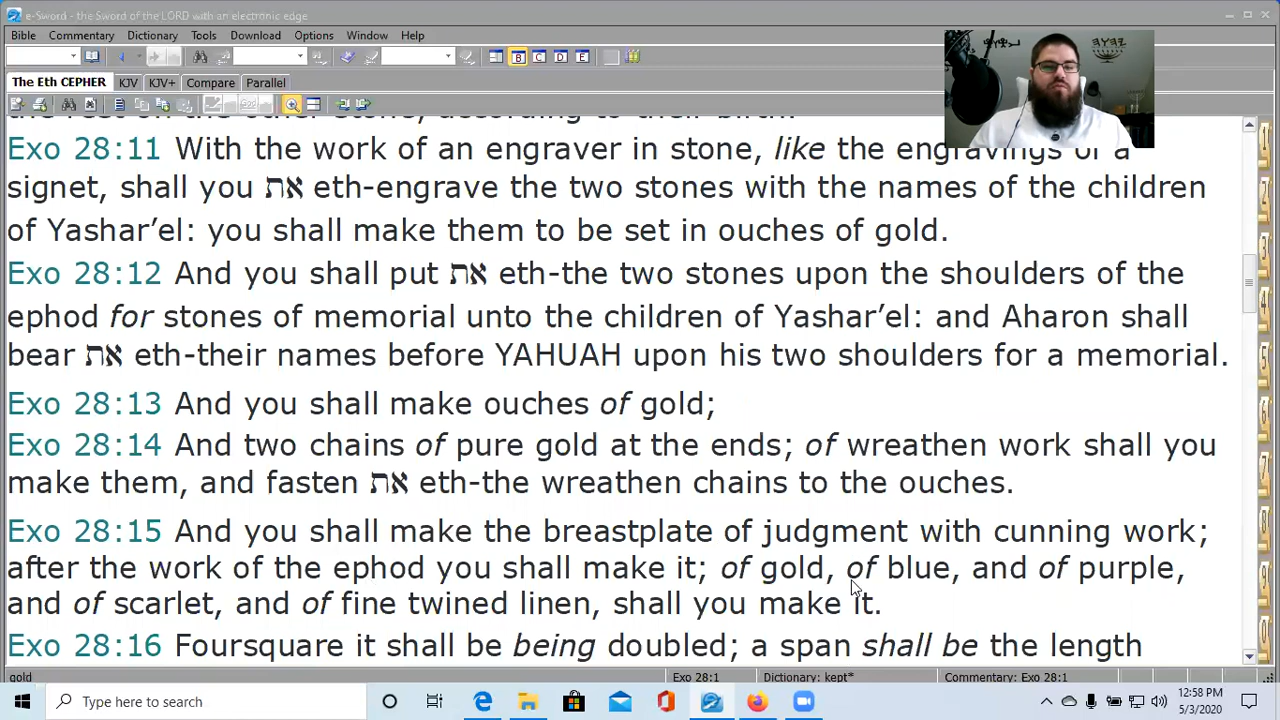 e-Sword - the Sword of the LORD with an electronic edge
Bible Commentary Dictionary Tools Download Options Window Help
B C D E
The Eth CEPHER KJV KJV+ Compare Parallel
the rest on the other stone, according to their birth.
Exo 28:11 With the work of an engraver in stone, like the engravings of a
signet, shall you את eth-engrave the two stones with the names of the children
of Yashar’el: you shall make them to be set in ouches of gold.
Exo 28:12 And you shall put את eth-the two stones upon the shoulders of the
ephod for stones of memorial unto the children of Yashar’el: and Aharon shall
bear את eth-their names before YAHUAH upon his two shoulders for a memorial.
Exo 28:13 And you shall make ouches of gold;
Exo 28:14 And two chains of pure gold at the ends; of wreathen work shall you
make them, and fasten את eth-the wreathen chains to the ouches.
Exo 28:15 And you shall make the breastplate of judgment with cunning work;
after the work of the ephod you shall make it; of gold, of blue, and of purple,
and of scarlet, and of fine twined linen, shall you make it.
Exo 28:16 Foursquare it shall be being doubled; a span shall be the length
gold Exo 28:1 Dictionary: kept* Commentary: Exo 28:1
Type here to search
12:58 PM
5/3/2020